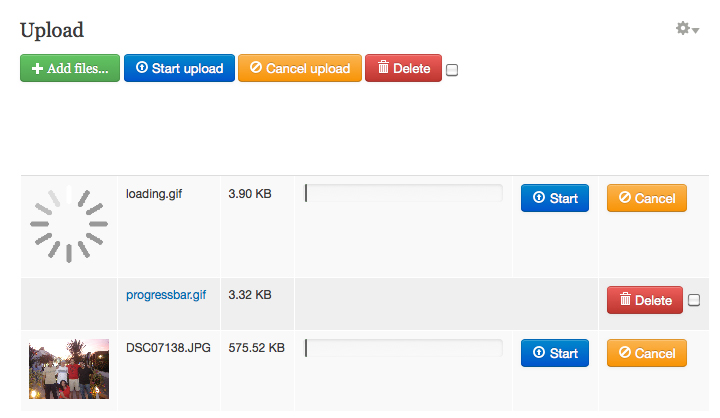 Upload
Add files... Start upload Cancel upload Delete
loading.gif 3.90 KB Start Cancel
progressbar.gif 3.32 KB Delete
DSC07138.JPG 575.52 KB Start Cancel